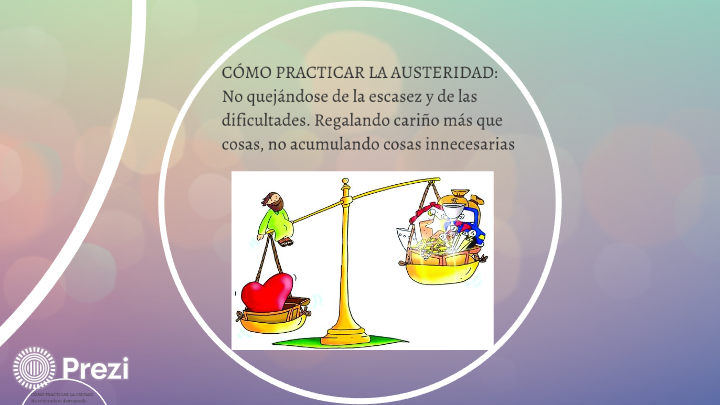 CÓMO PRACTICAR LA AUSTERIDAD:
No quejándose de la escasez y de las
dificultades. Regalando cariño más que
cosas, no acumulando cosas innecesarias
Prezi